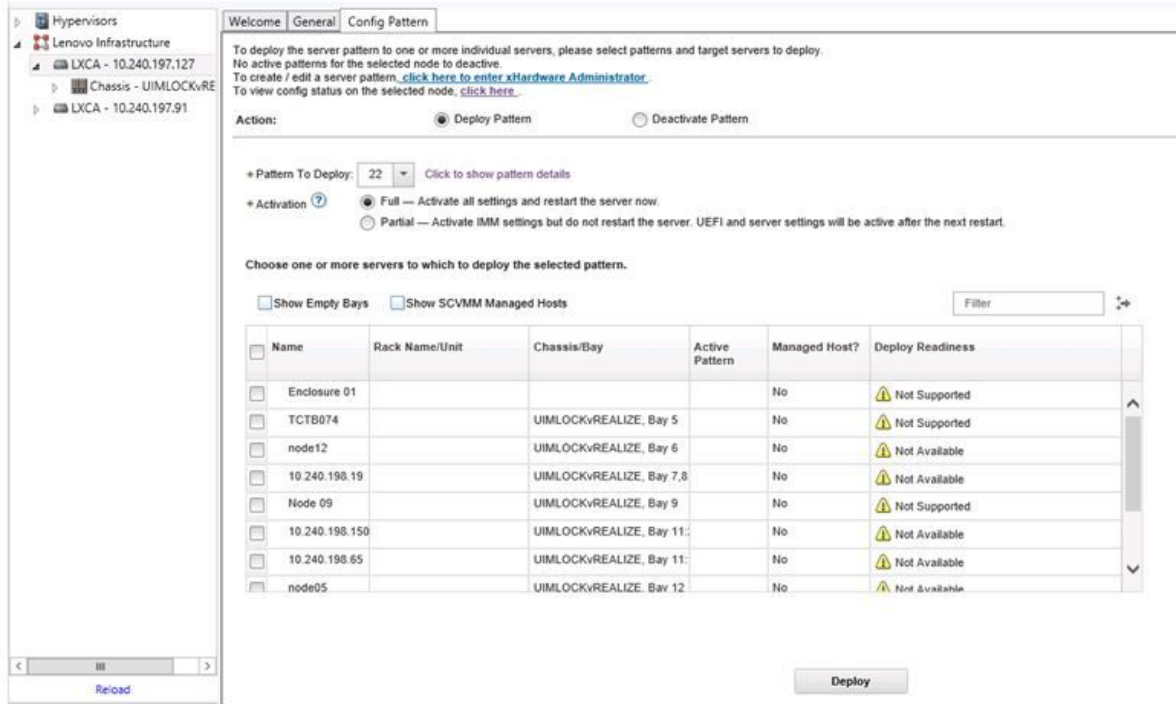 Hypervisors
Lenovo Infrastructure
LXCA - 10.240.197.127
Chassis - UIMLOCKvRE
LXCA - 10.240.197.91
Reload
Welcome
General
Config Pattern
To deploy the server pattern to one or more individual servers, please select patterns and target servers to deploy.
No active patterns for the selected node to deactive.
To create / edit a server pattern, click here to enter xHardware Administrator .
To view config status on the selected node, click here .
Action: Deploy Pattern Deactivate Pattern
Pattern To Deploy: 22 Click to show pattern details
Activation ? Full — Activate all settings and restart the server now.
Partial — Activate IMM settings but do not restart the server. UEFI and server settings will be active after the next restart.
Choose one or more servers to which to deploy the selected pattern.
Show Empty Bays Show SCVMM Managed Hosts Filter
Name Rack Name/Unit Chassis/Bay Active Pattern Managed Host? Deploy Readiness
Enclosure 01 No Not Supported
TCTB074 UIMLOCKvREALIZE, Bay 5 No Not Supported
node12 UIMLOCKvREALIZE, Bay 6 No Not Available
10.240.198.19 UIMLOCKvREALIZE, Bay 7,8 No Not Available
Node 09 UIMLOCKvREALIZE, Bay 9 No Not Supported
10.240.198.150 UIMLOCKvREALIZE, Bay 11: No Not Available
10.240.198.65 UIMLOCKvREALIZE, Bay 11: No Not Available
node05 UIMLOCKvREALIZE, Bay 12 No Not Available
Deploy